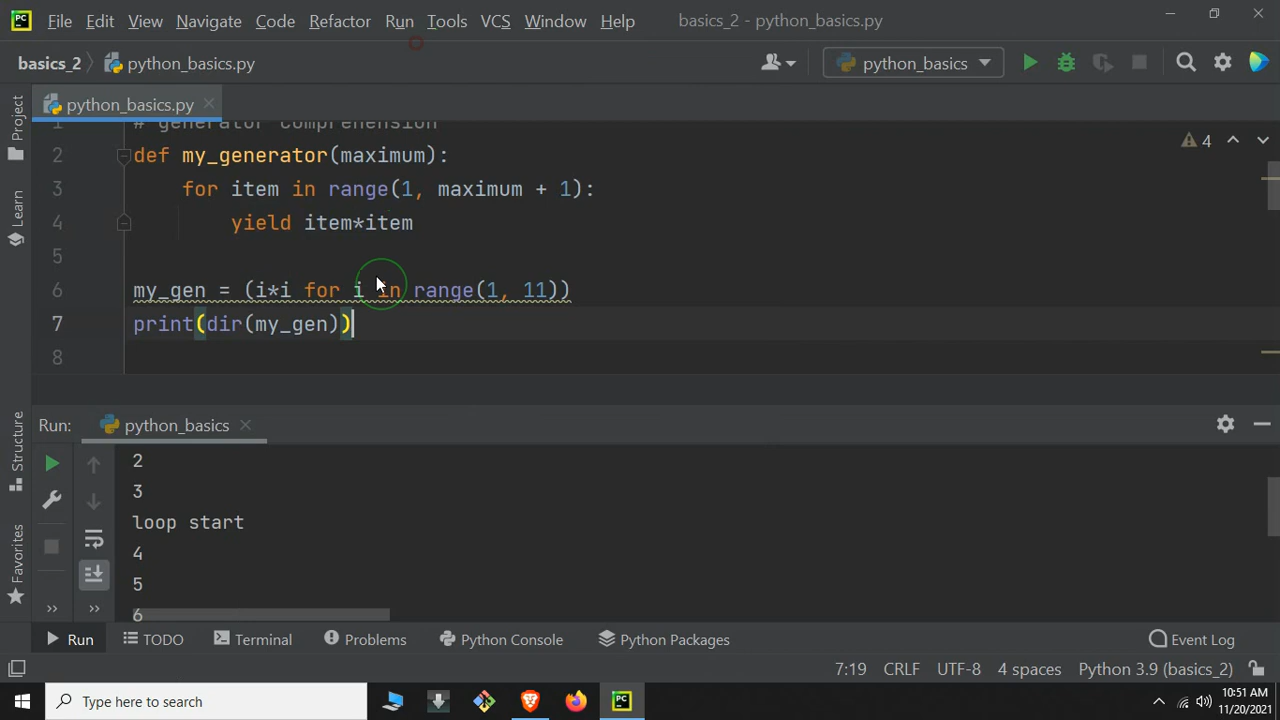 PC File Edit View Navigate Code Refactor Run Tools VCS Window Help basics_2 - python_basics.py
basics_2 python_basics.py python_basics
Project
python_basics.py
1 # generator comprehension
2 def my_generator(maximum):
3 for item in range(1, maximum + 1):
4 yield item*item
5
6 my_gen = (i*i for i in range(1, 11))
7 print(dir(my_gen))
8
4
Learn
Structure
Favorites
Run: python_basics
2
3
loop start
4
5
6
Run TODO Terminal Problems Python Console Python Packages Event Log
7:19 CRLF UTF-8 4 spaces Python 3.9 (basics_2)
Type here to search PC 10:51 AM
11/20/2021